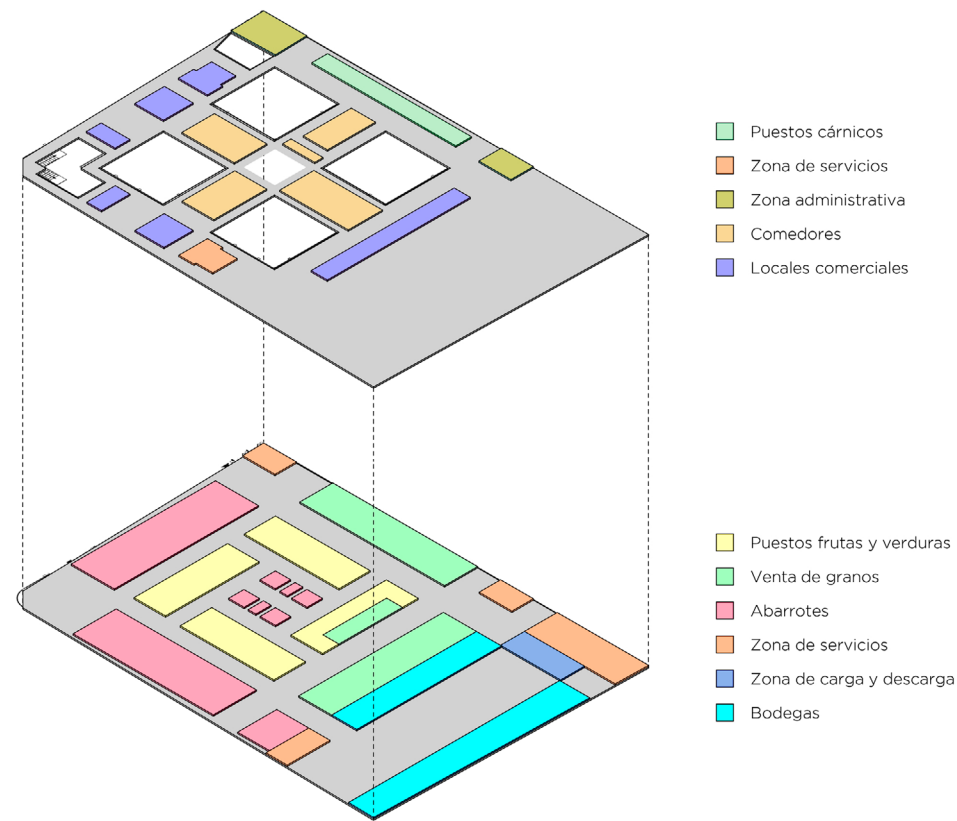 Puestos cárnicos
Zona de servicios
Zona administrativa
Comedores
Locales comerciales
Puestos frutas y verduras
Venta de granos
Abarrotes
Zona de servicios
Zona de carga y descarga
Bodegas